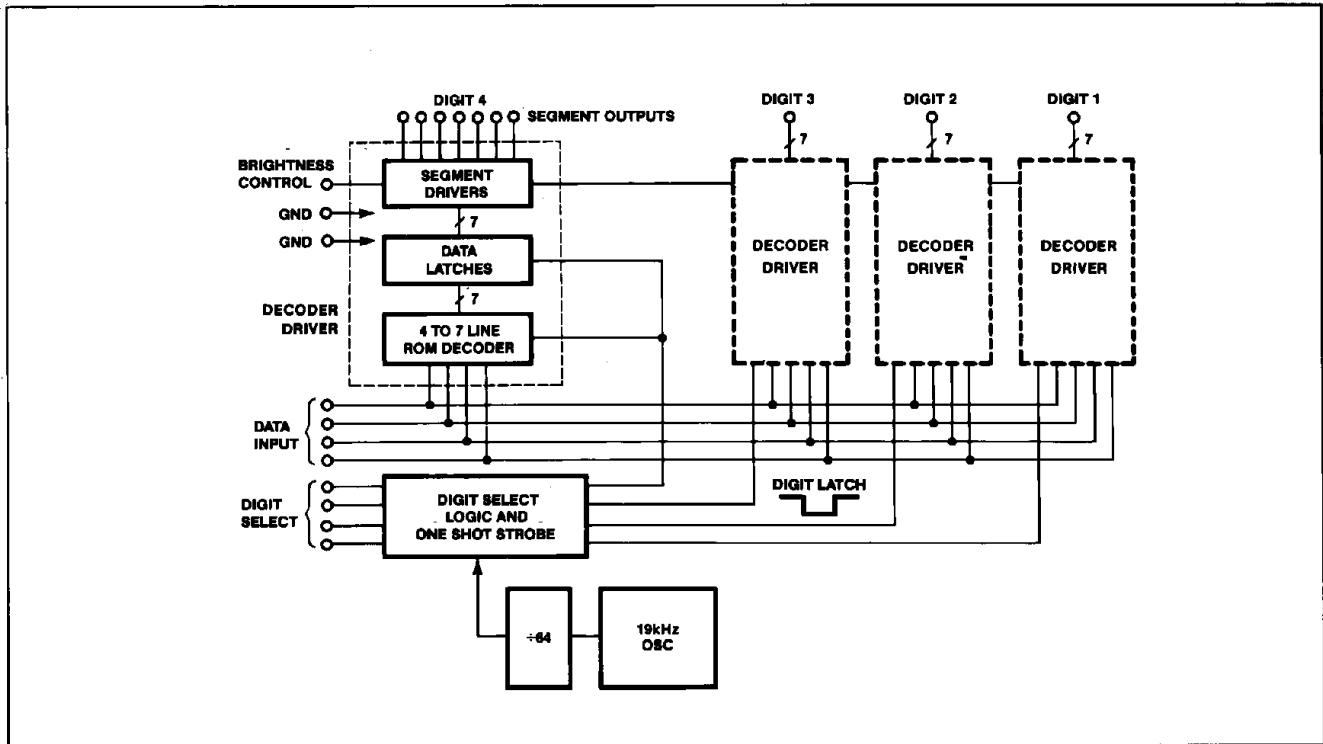 DIGIT 4
SEGMENT OUTPUTS
DIGIT 3
DIGIT 2
DIGIT 1
7
7
7
BRIGHTNESS
CONTROL
SEGMENT
DRIVERS
GND
GND
7
DATA
LATCHES
7
DECODER
DRIVER
4 TO 7 LINE
ROM DECODER
DECODER
DRIVER
DECODER
DRIVER
DECODER
DRIVER
DATA
INPUT
DIGIT
SELECT
DIGIT SELECT
LOGIC AND
ONE SHOT STROBE
DIGIT LATCH
÷64
19kHz
OSC